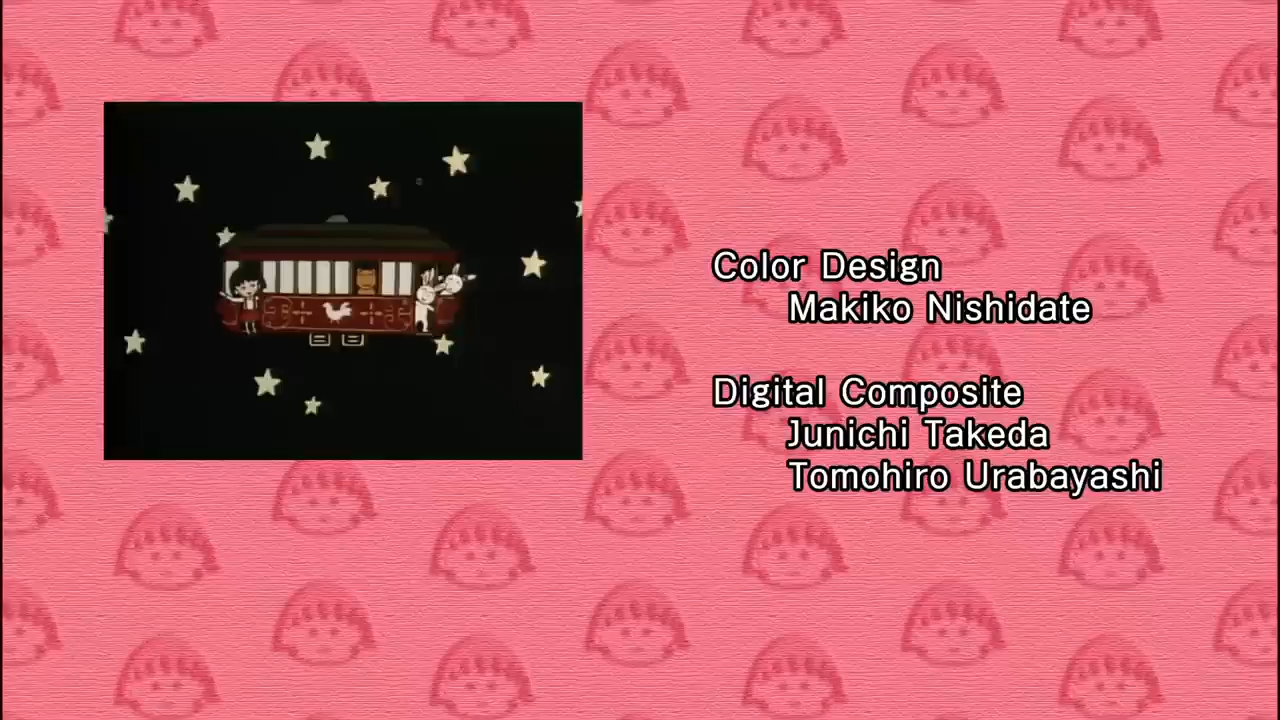 Color Design
Makiko Nishidate
Digital Composite
Junichi Takeda
Tomohiro Urabayashi